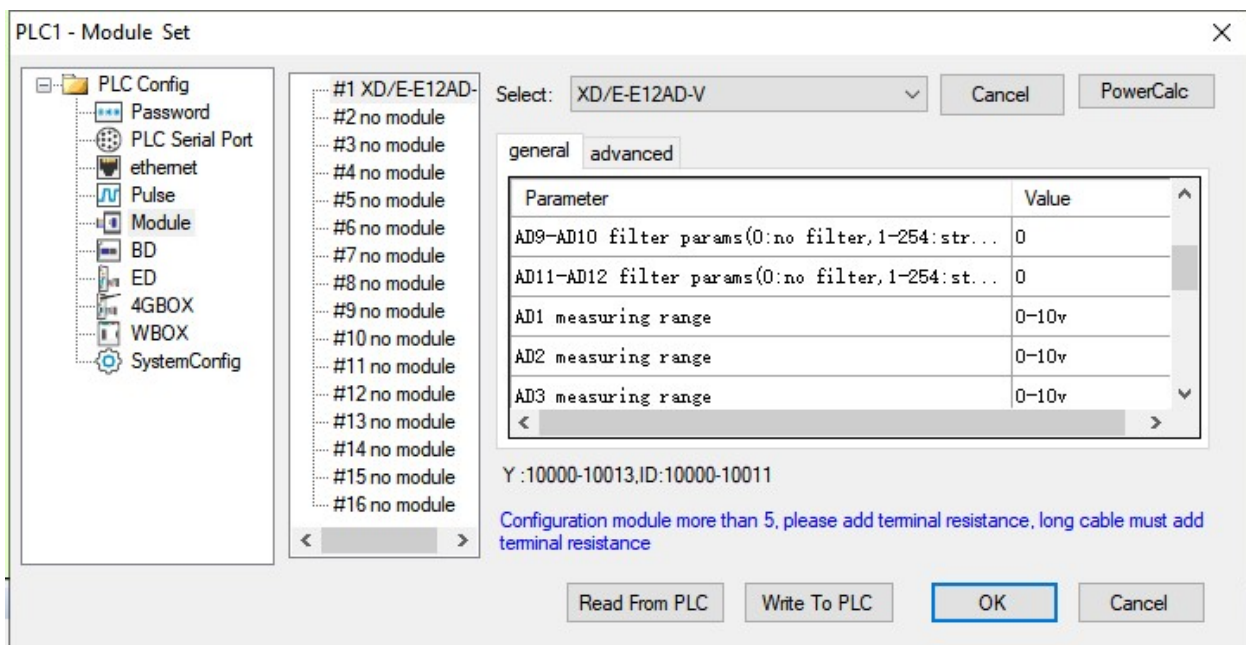 PLC1 - Module Set
PLC Config
Password
PLC Serial Port
ethernet
Pulse
Module
BD
ED
4GBOX
WBOX
SystemConfig
#1 XD/E-E12AD-
#2 no module
#3 no module
#4 no module
#5 no module
#6 no module
#7 no module
#8 no module
#9 no module
#10 no module
#11 no module
#12 no module
#13 no module
#14 no module
#15 no module
#16 no module
Select: XD/E-E12AD-V Cancel PowerCalc
general advanced
Parameter Value
AD9-AD10 filter params(0:no filter,1-254:str... 0
AD11-AD12 filter params(0:no filter,1-254:st... 0
AD1 measuring range 0-10v
AD2 measuring range 0-10v
AD3 measuring range 0-10v
Y :10000-10013,ID:10000-10011
Configuration module more than 5, please add terminal resistance, long cable must add
terminal resistance
Read From PLC Write To PLC OK Cancel